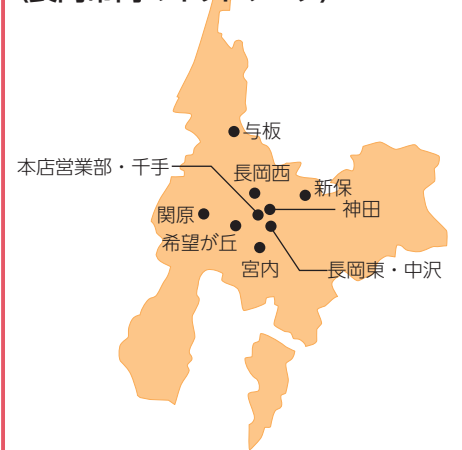 与板
本店営業部・千手
長岡西
新保
神田
関原
希望が丘
宮内
長岡東・中沢